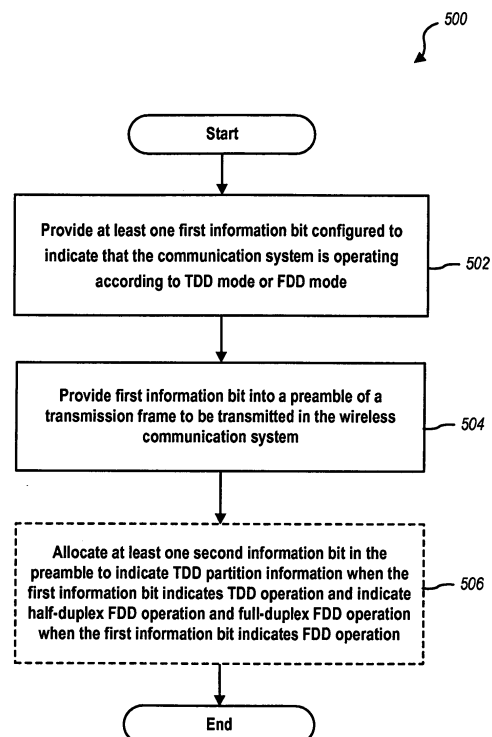 500
Start
Provide at least one first information bit configured to
indicate that the communication system is operating
according to TDD mode or FDD mode
502
Provide first information bit into a preamble of a
transmission frame to be transmitted in the wireless
communication system
504
Allocate at least one second information bit in the
preamble to indicate TDD partition information when the
first information bit indicates TDD operation and indicate
half-duplex FDD operation and full-duplex FDD operation
when the first information bit indicates FDD operation
506
End